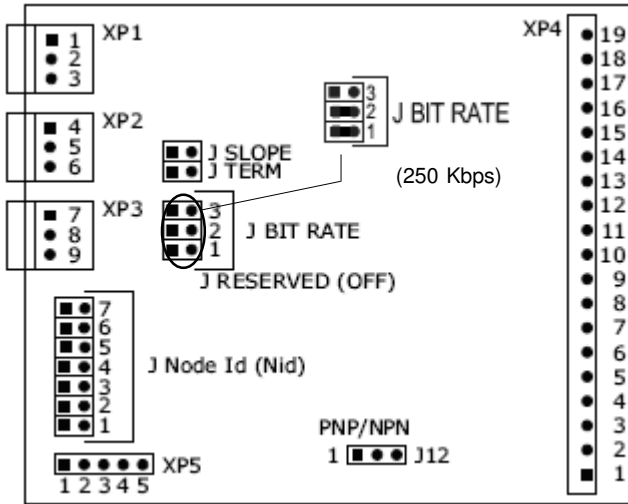 XP1
1
2
3
XP2
4
5
6
XP3
7
8
9
J SLOPE
J TERM
3
2
1
J BIT RATE
J RESERVED (OFF)
3
2
1
J BIT RATE
(250 Kbps)
7
6
5
4
3
2
1
J Node Id (Nid)
XP5
1 2 3 4 5
PNP/NPN
1
J12
XP4
19
18
17
16
15
14
13
12
11
10
9
8
7
6
5
4
3
2
1